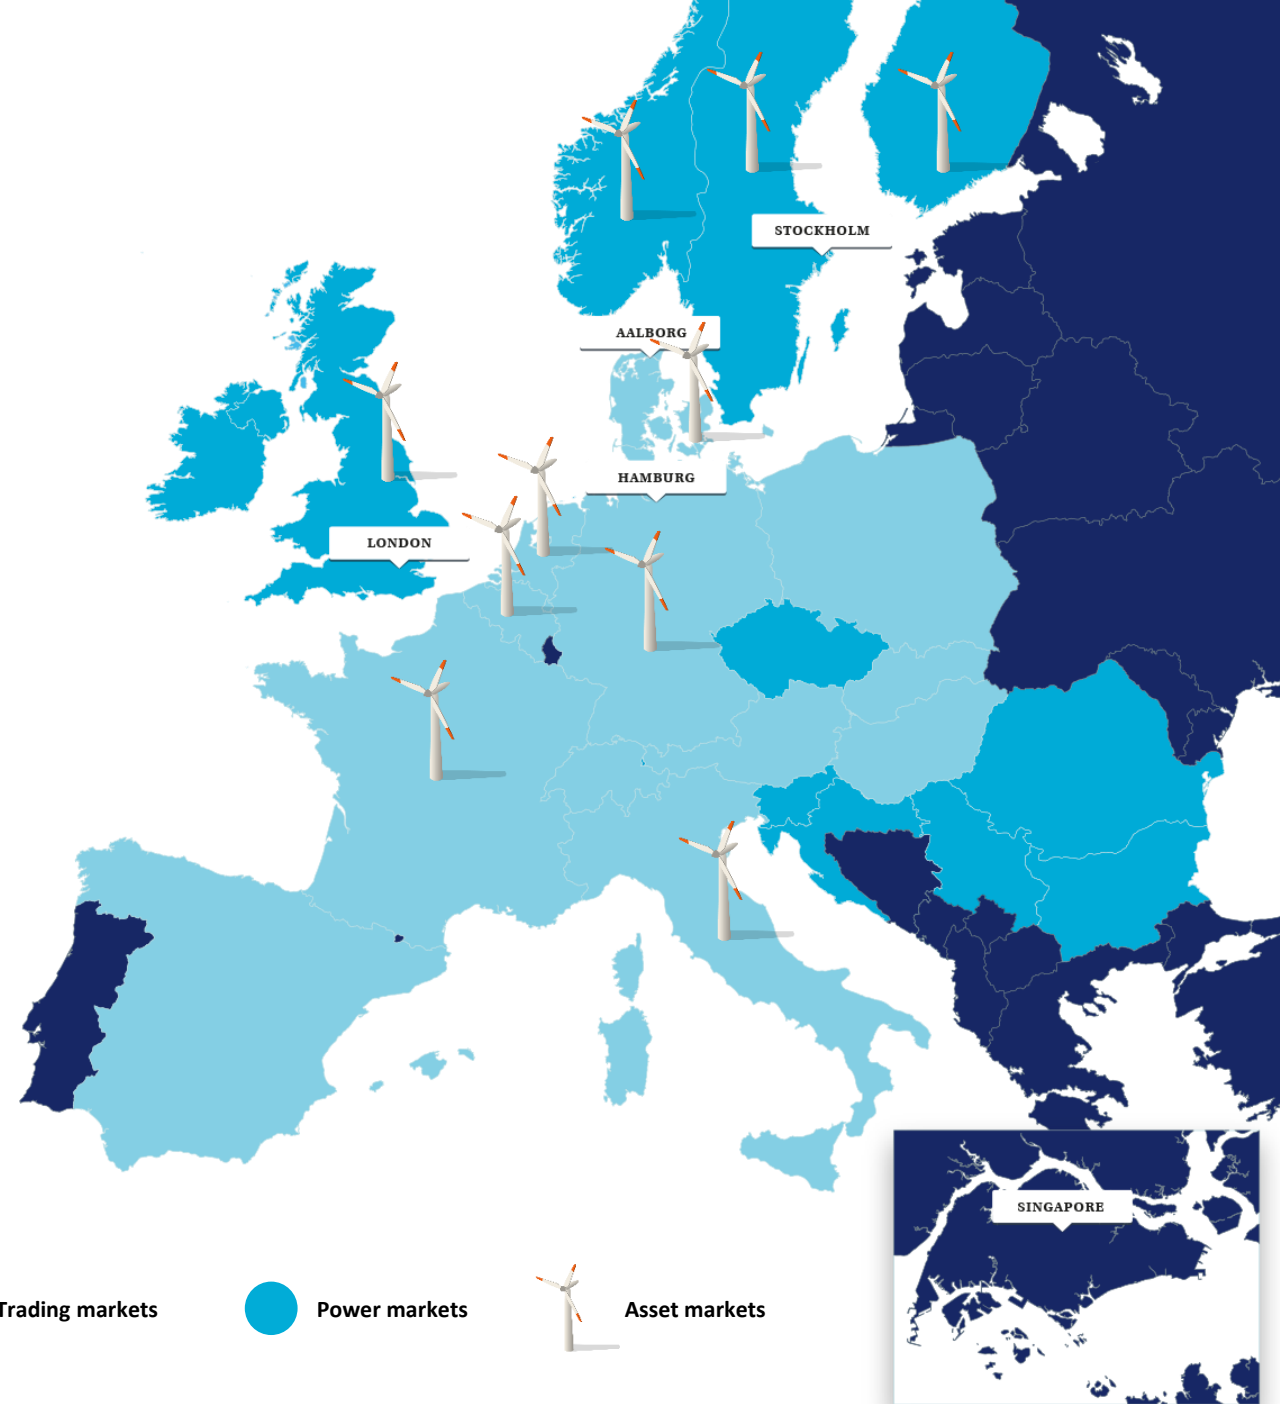 STOCKHOLM
AALBORG
HAMBURG
LONDON
SINGAPORE
Trading markets
Power markets
Asset markets